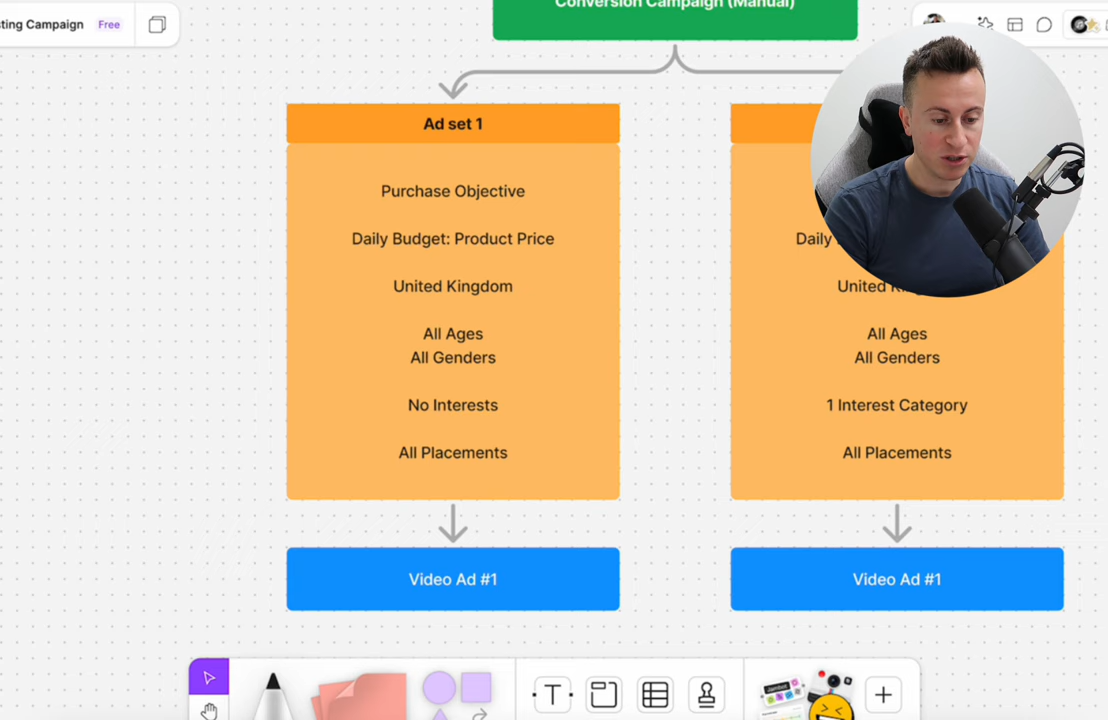 Conversion Campaign (Manual)
sting Campaign Free
Ad set 1
Purchase Objective
Daily Budget: Product Price
United Kingdom
All Ages
All Genders
No Interests
All Placements
Video Ad #1
Daily
United
All Ages
All Genders
1 Interest Category
All Placements
Video Ad #1
T